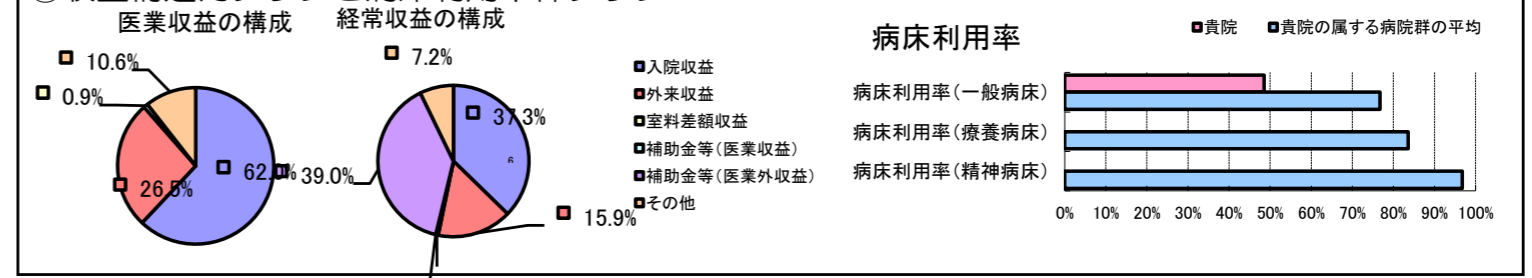 医業収益の構成
10.6%
0.9%
26.5%
経常収益の構成
7.2%
37.3%
39.0%
15.9%
入院収益
外来収益
室料差額収益
補助金等(医業収益)
補助金等(医業外収益)
その他
病床利用率
貴院 貴院の属する病院群の平均
病床利用率(一般病床)
病床利用率(療養病床)
病床利用率(精神病床)
0% 10% 20% 30% 40% 50% 60% 70% 80% 90% 100%